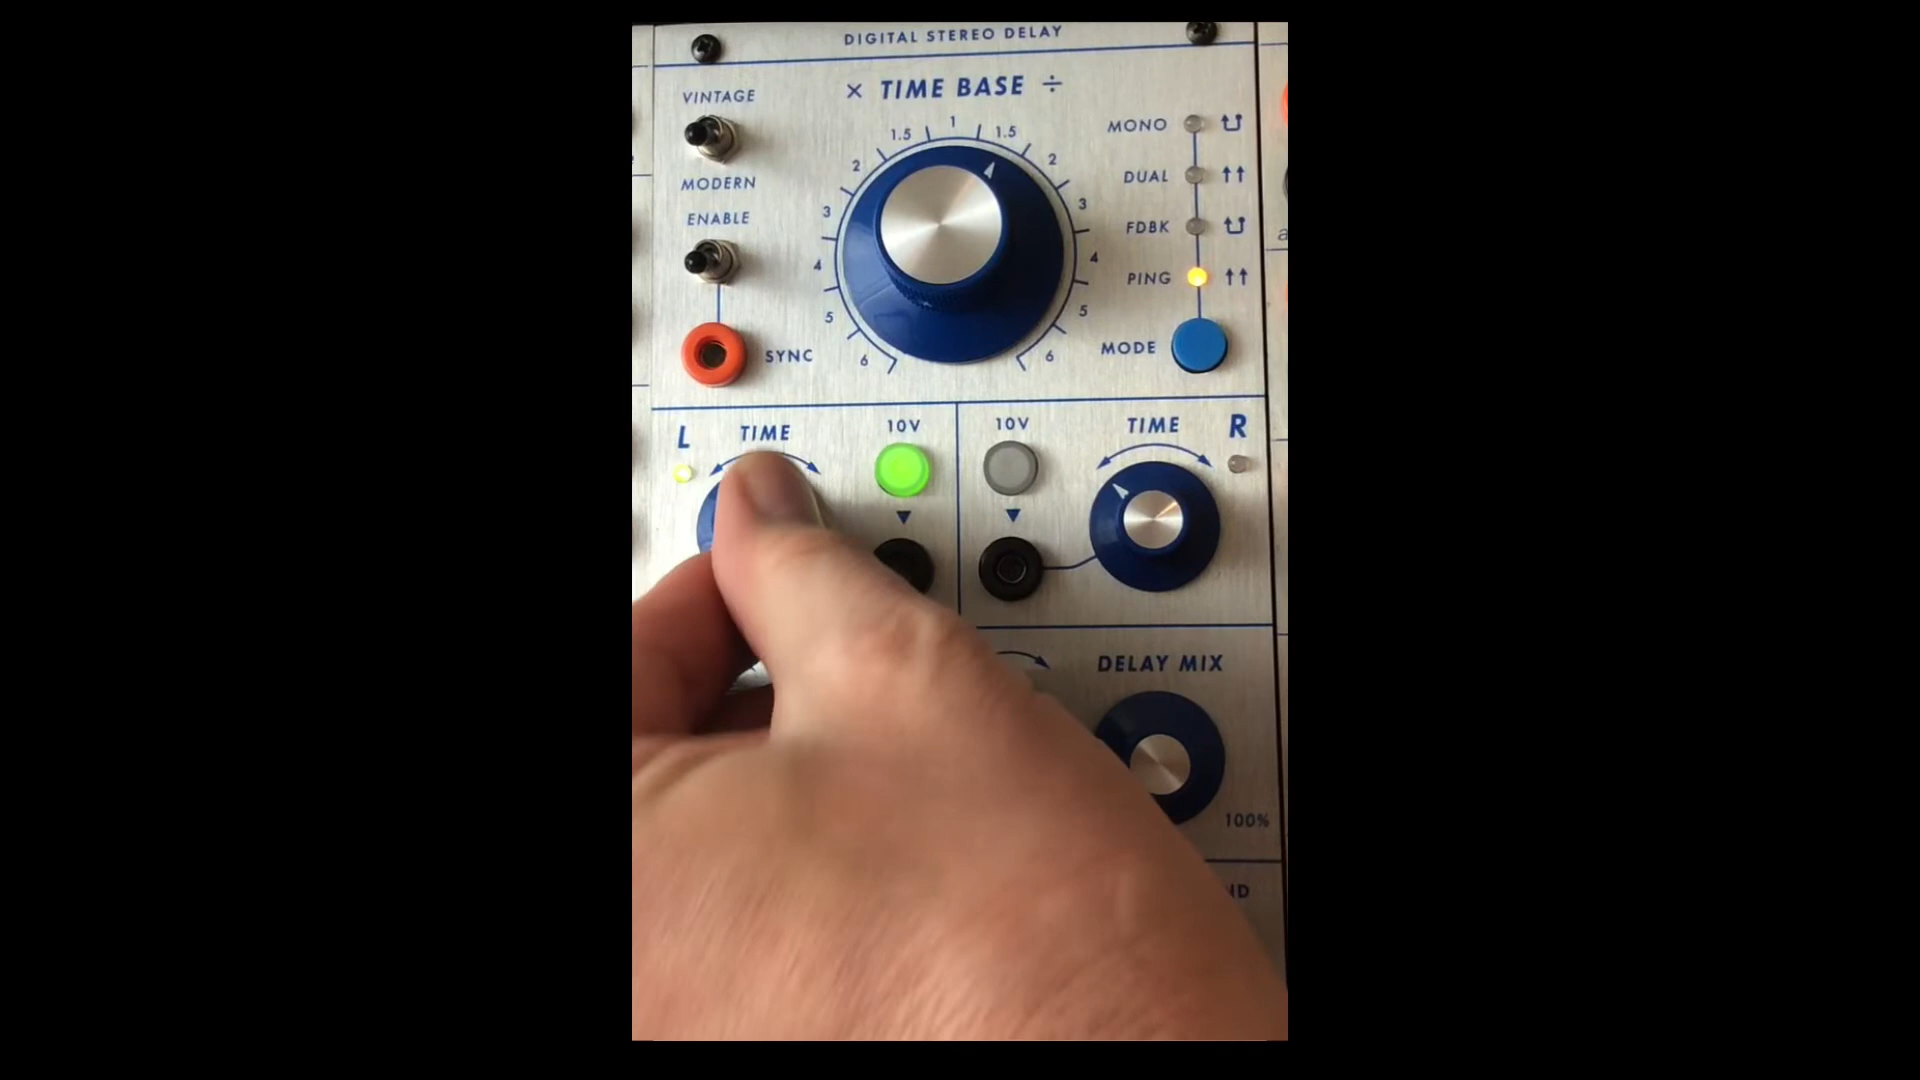 DIGITAL STEREO DELAY
× TIME BASE ÷
VINTAGE
MODERN
ENABLE
SYNC
1
1.5
1.5
2
2
3
3
4
4
5
5
6
6
MONO
DUAL
FDBK
PING
MODE
L
TIME
10V
10V
TIME
R
DELAY MIX
100%